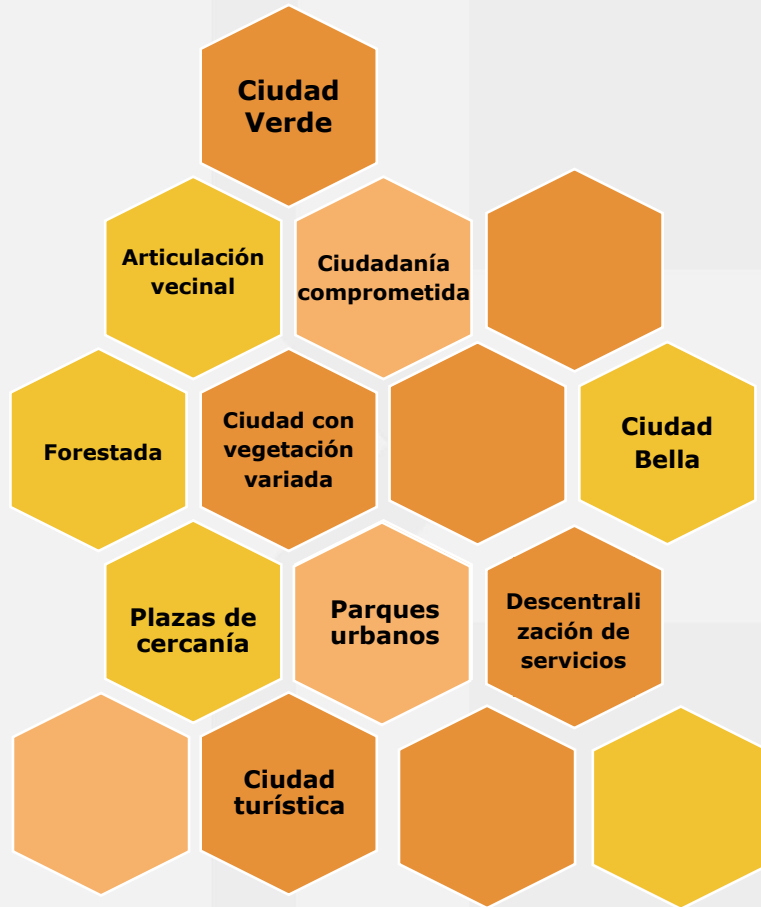 Ciudad
Verde
Articulación
vecinal
Ciudadanía
comprometida
Forestada
Ciudad con
vegetación
variada
Ciudad
Bella
Plazas de
cercanía
Parques
urbanos
Descentrali
zación de
servicios
Ciudad
turística